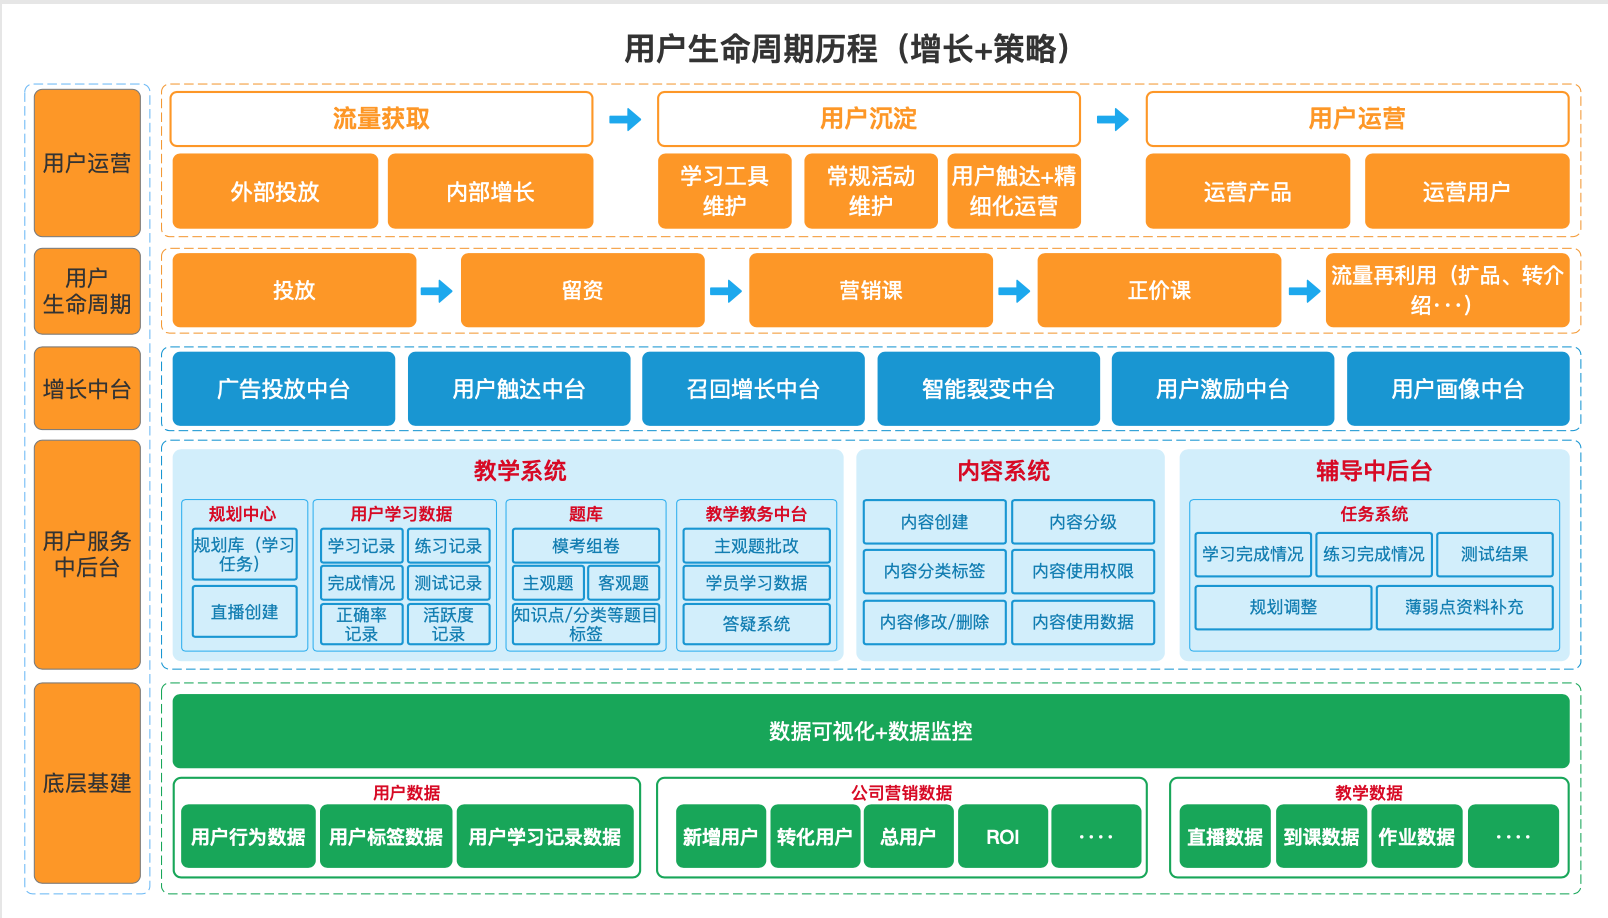 用户生命周期历程（增长+策略）
用户运营
流量获取
用户沉淀
用户运营
外部投放
内部增长
学习工具
维护
常规活动
维护
用户触达+精
细化运营
运营产品
运营用户
用户
生命周期
投放
留资
营销课
正价课
流量再利用（扩品、转介
绍···）
增长中台
广告投放中台
用户触达中台
召回增长中台
智能裂变中台
用户激励中台
用户画像中台
用户服务
中后台
教学系统
规划中心
规划库（学习
任务）
直播创建
用户学习数据
学习记录
练习记录
完成情况
测试记录
正确率
记录
活跃度
记录
题库
模考组卷
主观题
客观题
知识点/分类等题目
标签
教学教务中台
主观题批改
学员学习数据
答疑系统
内容系统
内容创建
内容分级
内容分类标签
内容使用权限
内容修改/删除
内容使用数据
辅导中后台
任务系统
学习完成情况
练习完成情况
测试结果
规划调整
薄弱点资料补充
底层基建
数据可视化+数据监控
用户数据
用户行为数据
用户标签数据
用户学习记录数据
公司营销数据
新增用户
转化用户
总用户
ROI
····
教学数据
直播数据
到课数据
作业数据
····